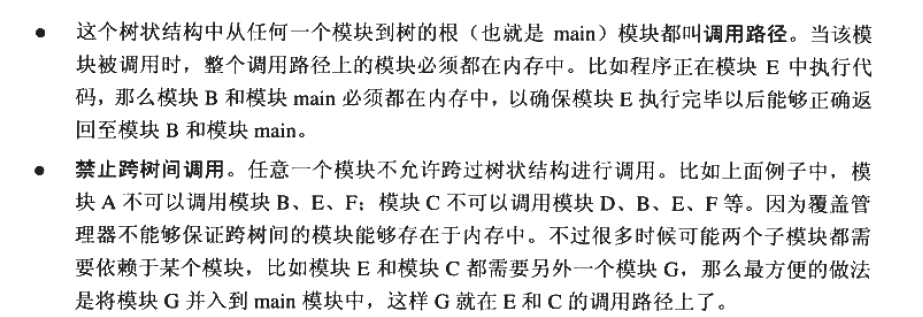 ● 这个树状结构中从任何一个模块到树的根（也就是 main）模块都叫调用路径。当该模
块被调用时，整个调用路径上的模块必须都在内存中。比如程序正在模块 E 中执行代
码，那么模块 B 和模块 main 必须都在内存中，以确保模块 E 执行完毕以后能够正确返
回至模块 B 和模块 main。
● 禁止跨树间调用。任意一个模块不允许跨过树状结构进行调用。比如上面例子中，模
块 A 不可以调用模块 B、E、F；模块 C 不可以调用模块 D、B、E、F 等。因为覆盖管
理器不能够保证跨树间的模块能够存在于内存中。不过很多时候可能两个子模块都需
要依赖于某个模块，比如模块 E 和模块 C 都需要另外一个模块 G，那么最方便的做法
是将模块 G 并入到 main 模块中，这样 G 就在 E 和 C 的调用路径上了。